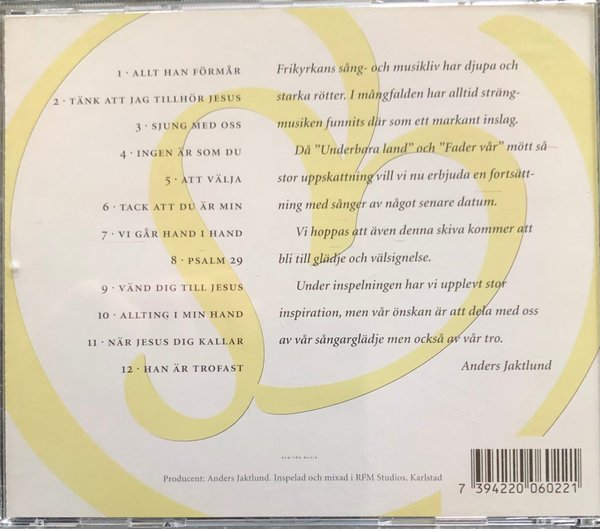 1 · ALLT HAN FÖRMÅR
2 · TÄNK ATT JAG TILLHÖR JESUS
3 · SJUNG MED OSS
4 · INGEN ÄR SOM DU
5 · ATT VÄLJA
6 · TACK ATT DU ÄR MIN
7 · VI GÅR HAND I HAND
8 · PSALM 29
9 · VÄND DIG TILL JESUS
10 · ALLTING I MIN HAND
11 · NÄR JESUS DIG KALLAR
12 · HAN ÄR TROFAST
Frikyrkans sång- och musikliv har djupa och
starka rötter. I mångfalden har alltid sträng-
musiken funnits där som ett markant inslag.
Då ”Underbara land” och ”Fader vår” mött så
stor uppskattning vill vi nu erbjuda en fortsätt-
ning med sånger av något senare datum.
Vi hoppas att även denna skiva kommer att
bli till glädje och välsignelse.
Under inspelningen har vi upplevt stor
inspiration, men vår önskan är att dela med oss
av vår sångarglädje men också av vår tro.
Anders Jaktlund
RUM FÖR MUSIK
Producent: Anders Jaktlund. Inspelad och mixad i RFM Studios, Karlstad
7 394220 060221